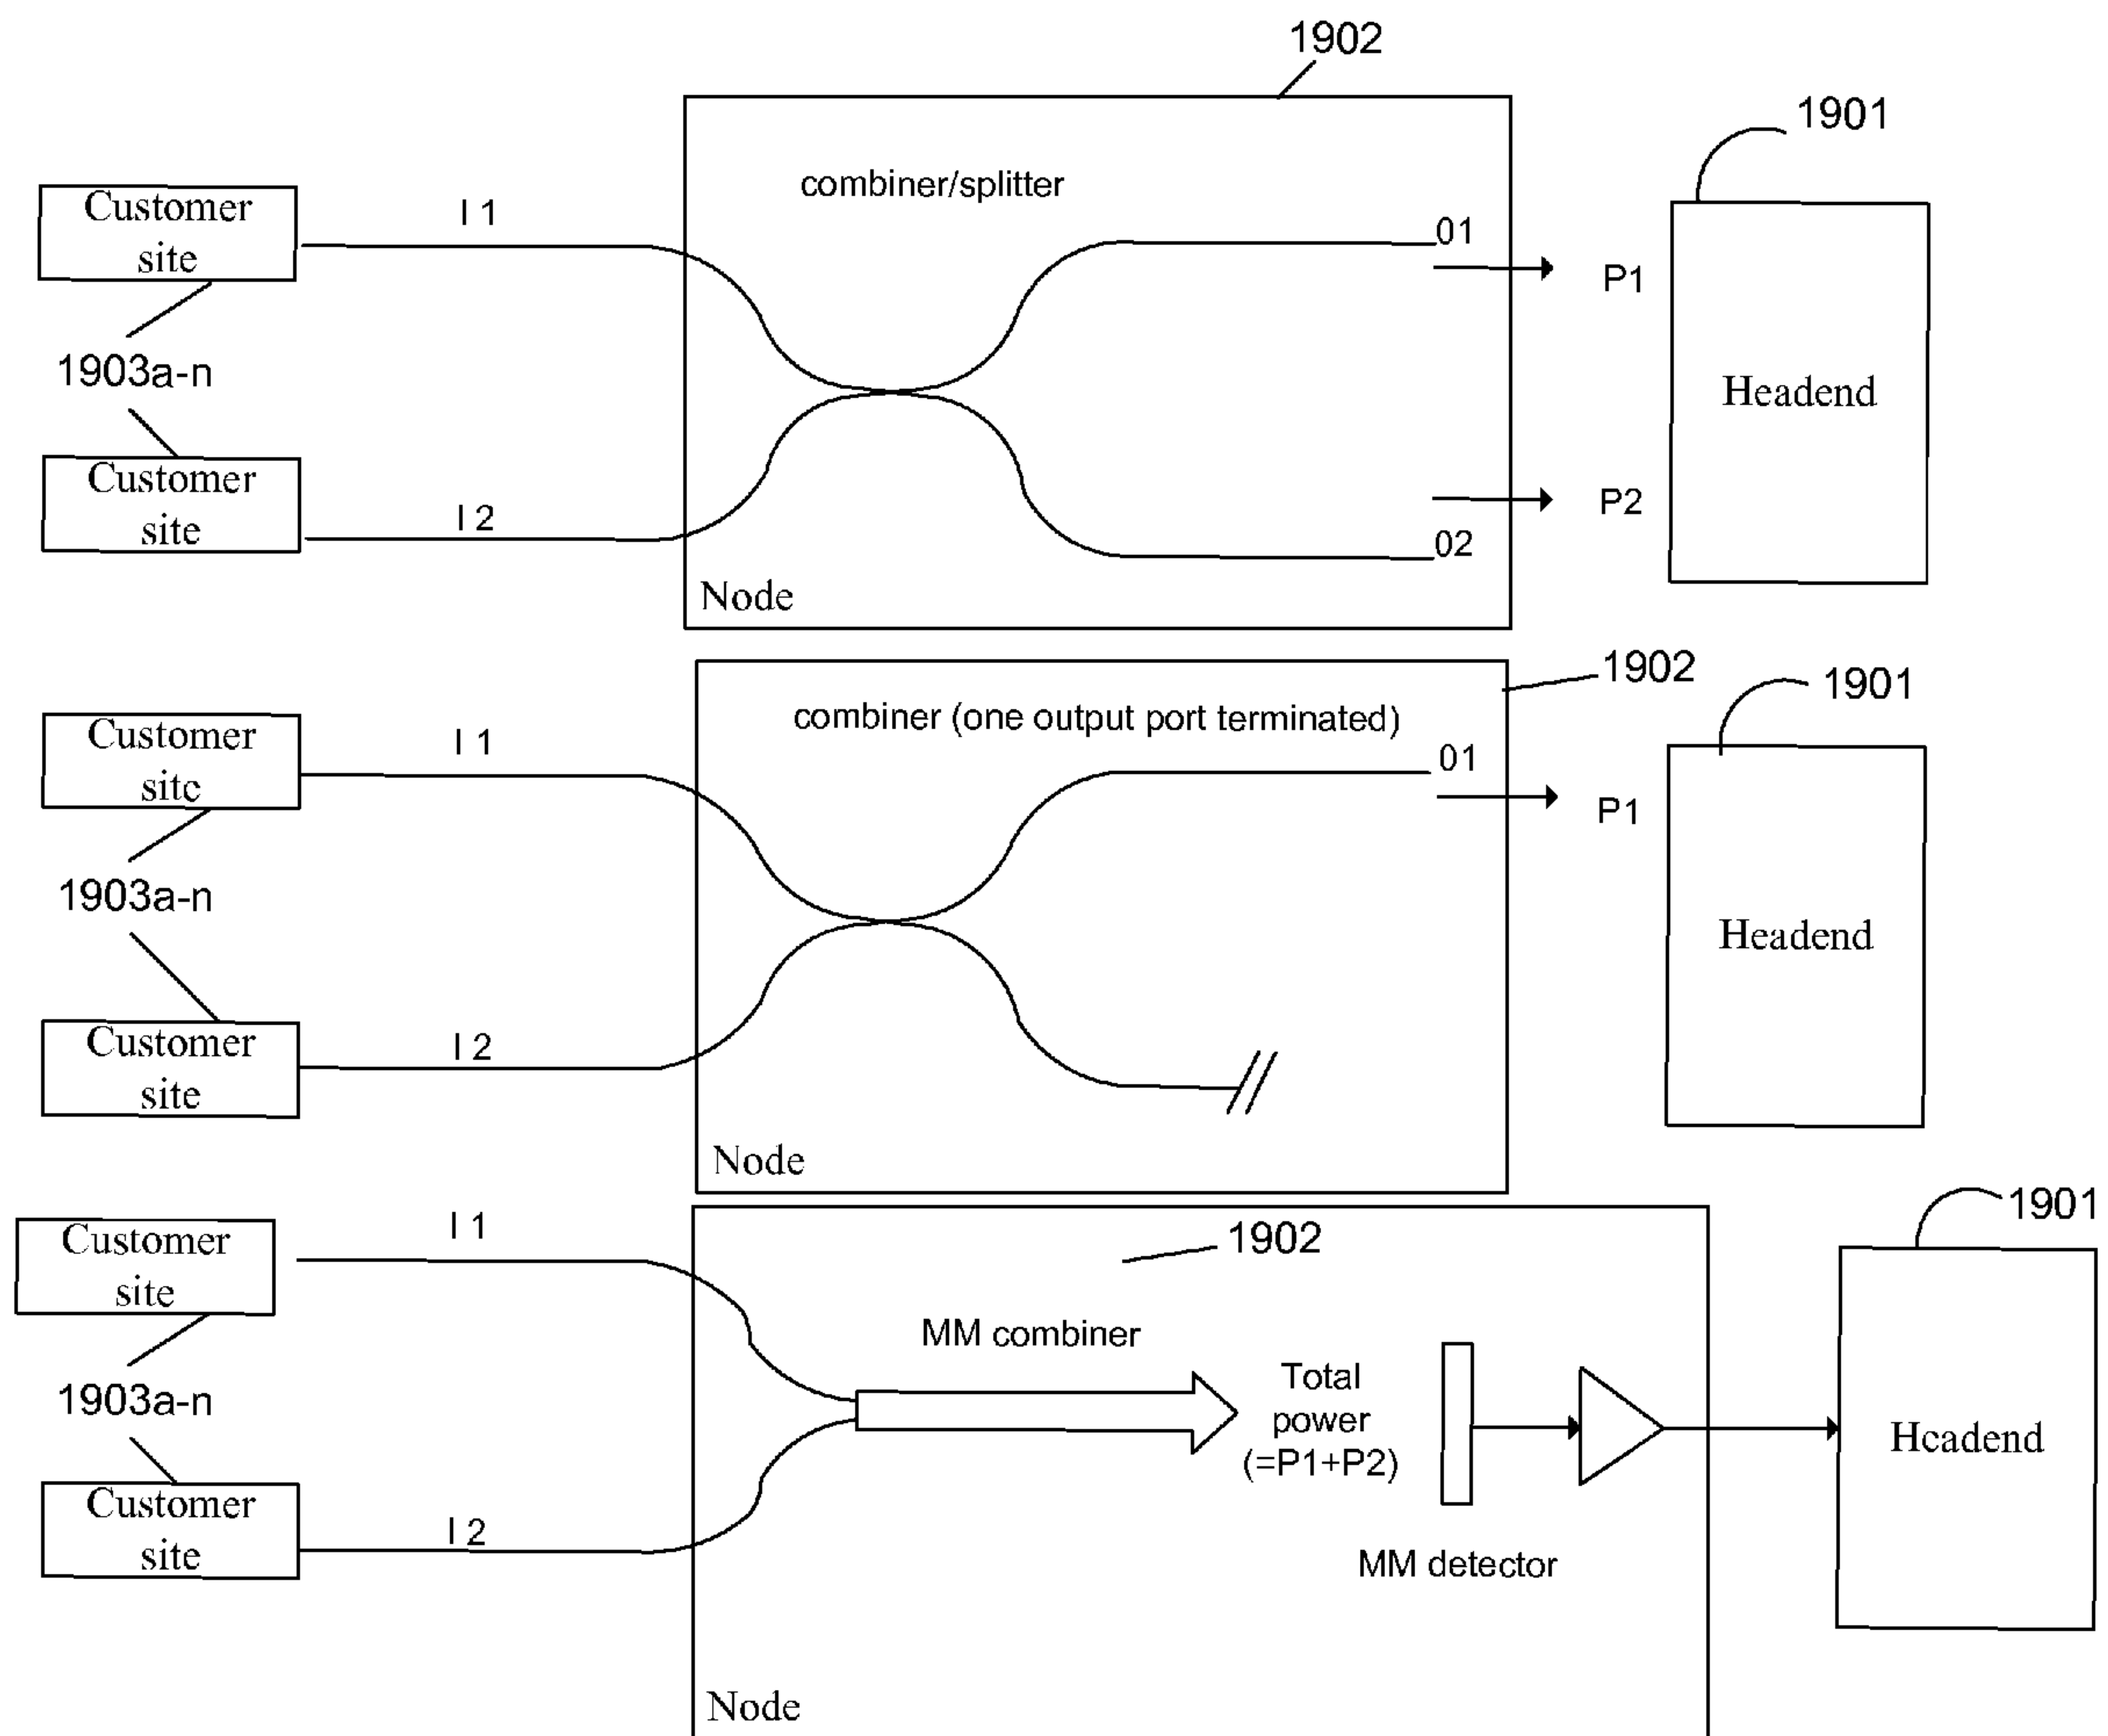 1902
1901
combiner/splitter
Customer
site
I 1
01
P1
1903a-n
Headend
Customer
site
I 2
P2
02
Node
1902
1901
combiner (one output port terminated)
Customer
site
I 1
01
P1
1903a-n
Headend
Customer
site
I 2
Node
1901
I 1
1902
Customer
site
MM combiner
Total
power
(=P1+P2)
1903a-n
Headend
Customer
site
I 2
MM detector
Node